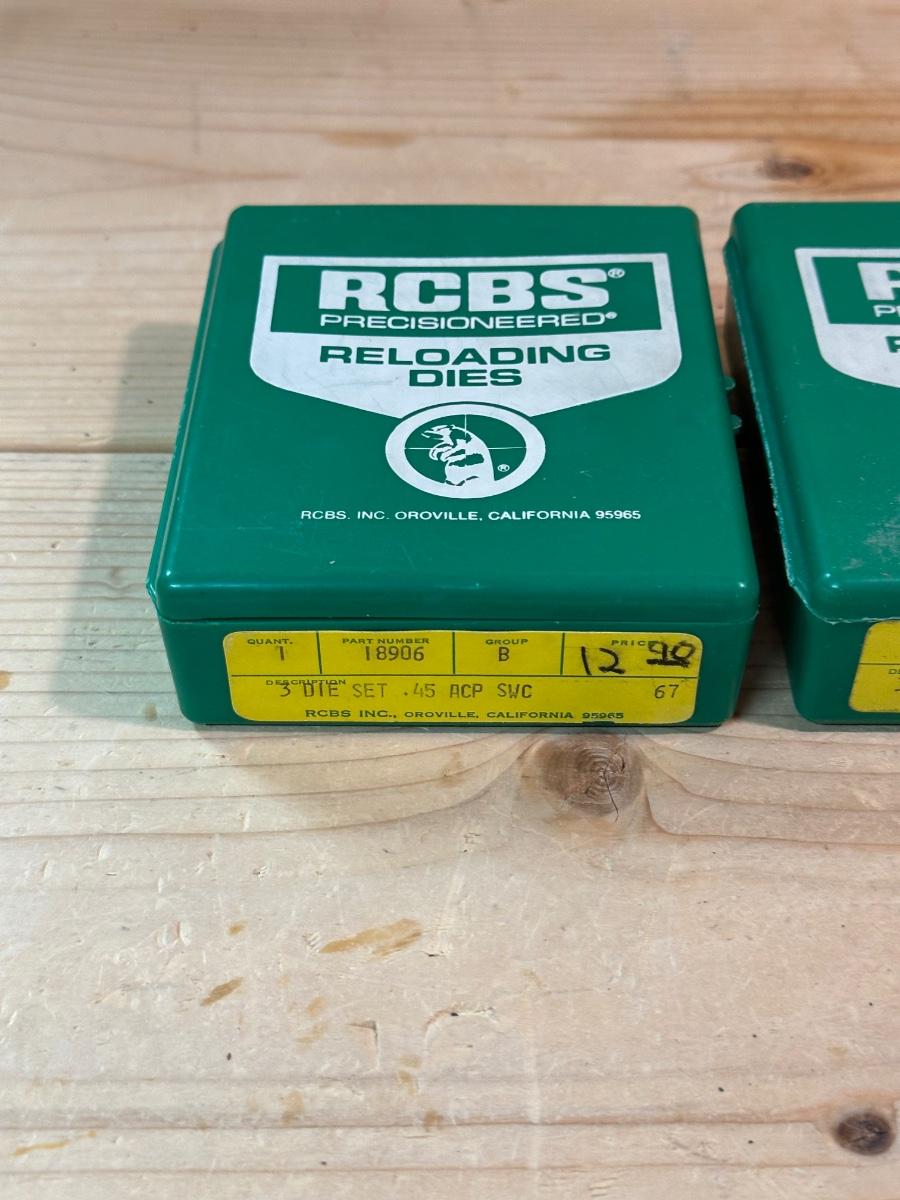 RCBS®
PRECISIONEERED®
RELOADING
DIES
®
RCBS. INC. OROVILLE, CALIFORNIA 95965
QUANT. PART NUMBER GROUP PRICE
1 18906 B 12
DESCRIPTION
3 DIE SET .45 ACP SWC 67
RCBS INC., OROVILLE, CALIFORNIA 95965